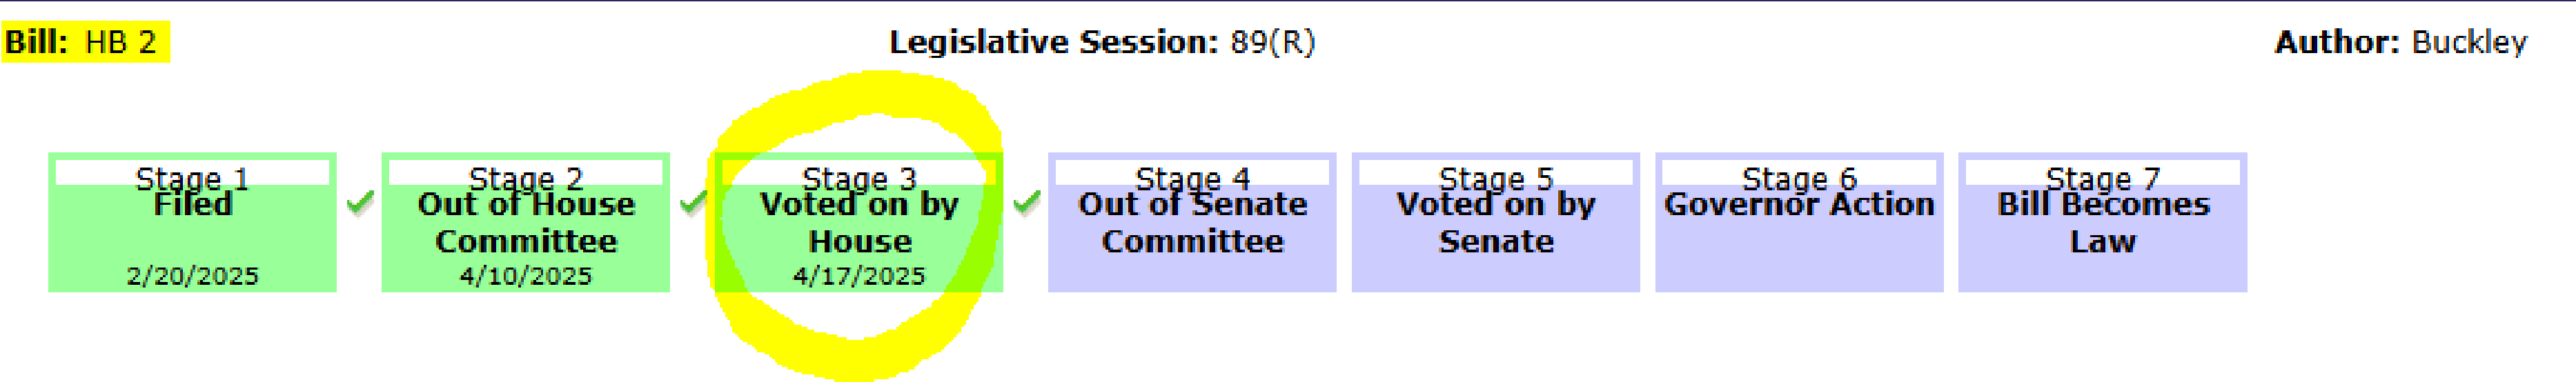 Bill: HB 2 Legislative Session: 89(R) Author: Buckley
Stage 1 Stage 2 Stage 3 Stage 4 Stage 5 Stage 6 Stage 7
Filed Out of House Voted on by Out of Senate Voted on by Governor Action Bill Becomes
Committee House Committee Senate Law
2/20/2025 4/10/2025 4/17/2025